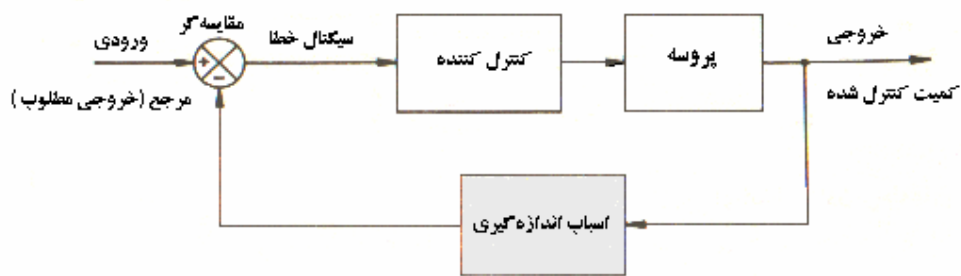 مقایسه‌گر
ورودی
+
−
مرجع (خروجی مطلوب)
سیگنال خطا
کنترل کننده
پروسه
خروجی
کمیت کنترل شده
اسباب اندازه‌گیری